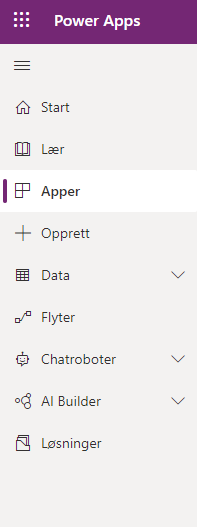 Power Apps
Start
Lær
Apper
Opprett
Data
Flyter
Chatroboter
AI Builder
Løsninger